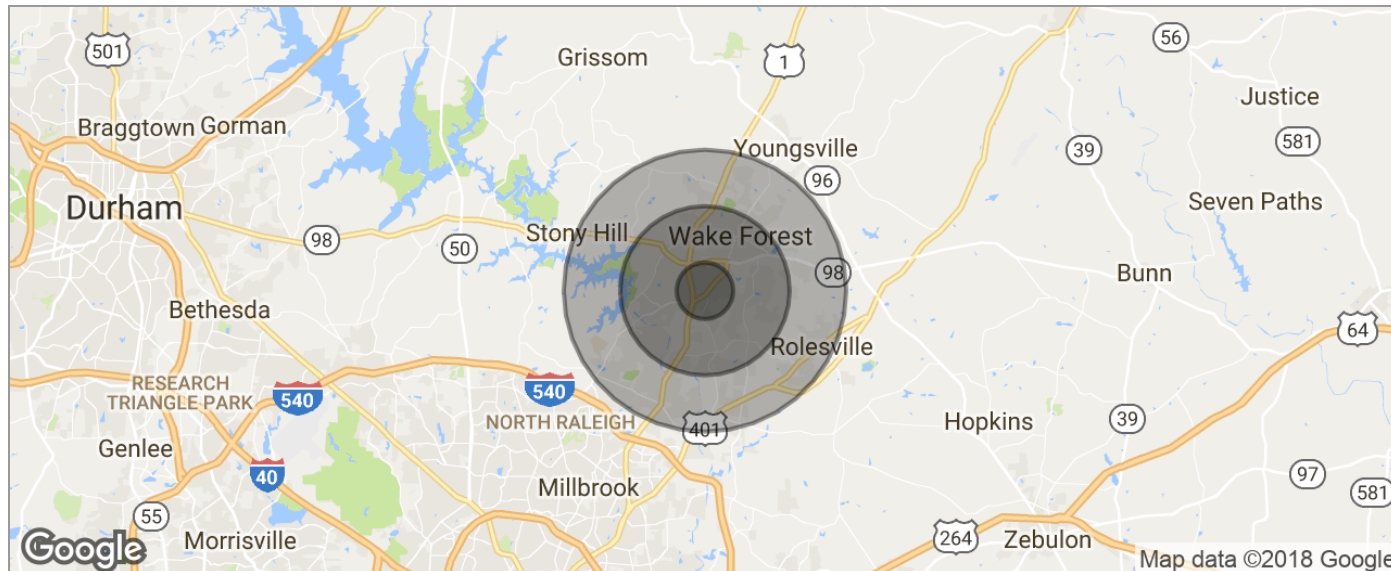 501
Grissom
1
56
Justice
Braggtown
Gorman
581
Youngsville
39
96
Durham
Seven Paths
98
50
Stony Hill
Wake Forest
98
Bunn
Bethesda
64
Rolesville
RESEARCH
TRIANGLE PARK
540
540
NORTH RALEIGH
401
Hopkins
39
Genlee
40
Millbrook
97
581
55
Morrisville
264
Zebulon
Google
Map data ©2018 Google